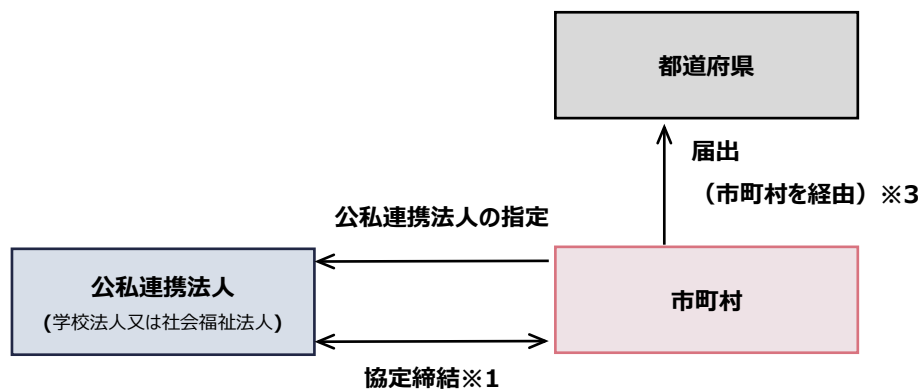 都道府県
届出
（市町村を経由）※3
公私連携法人の指定
公私連携法人
(学校法人又は社会福祉法人)
市町村
協定締結※1